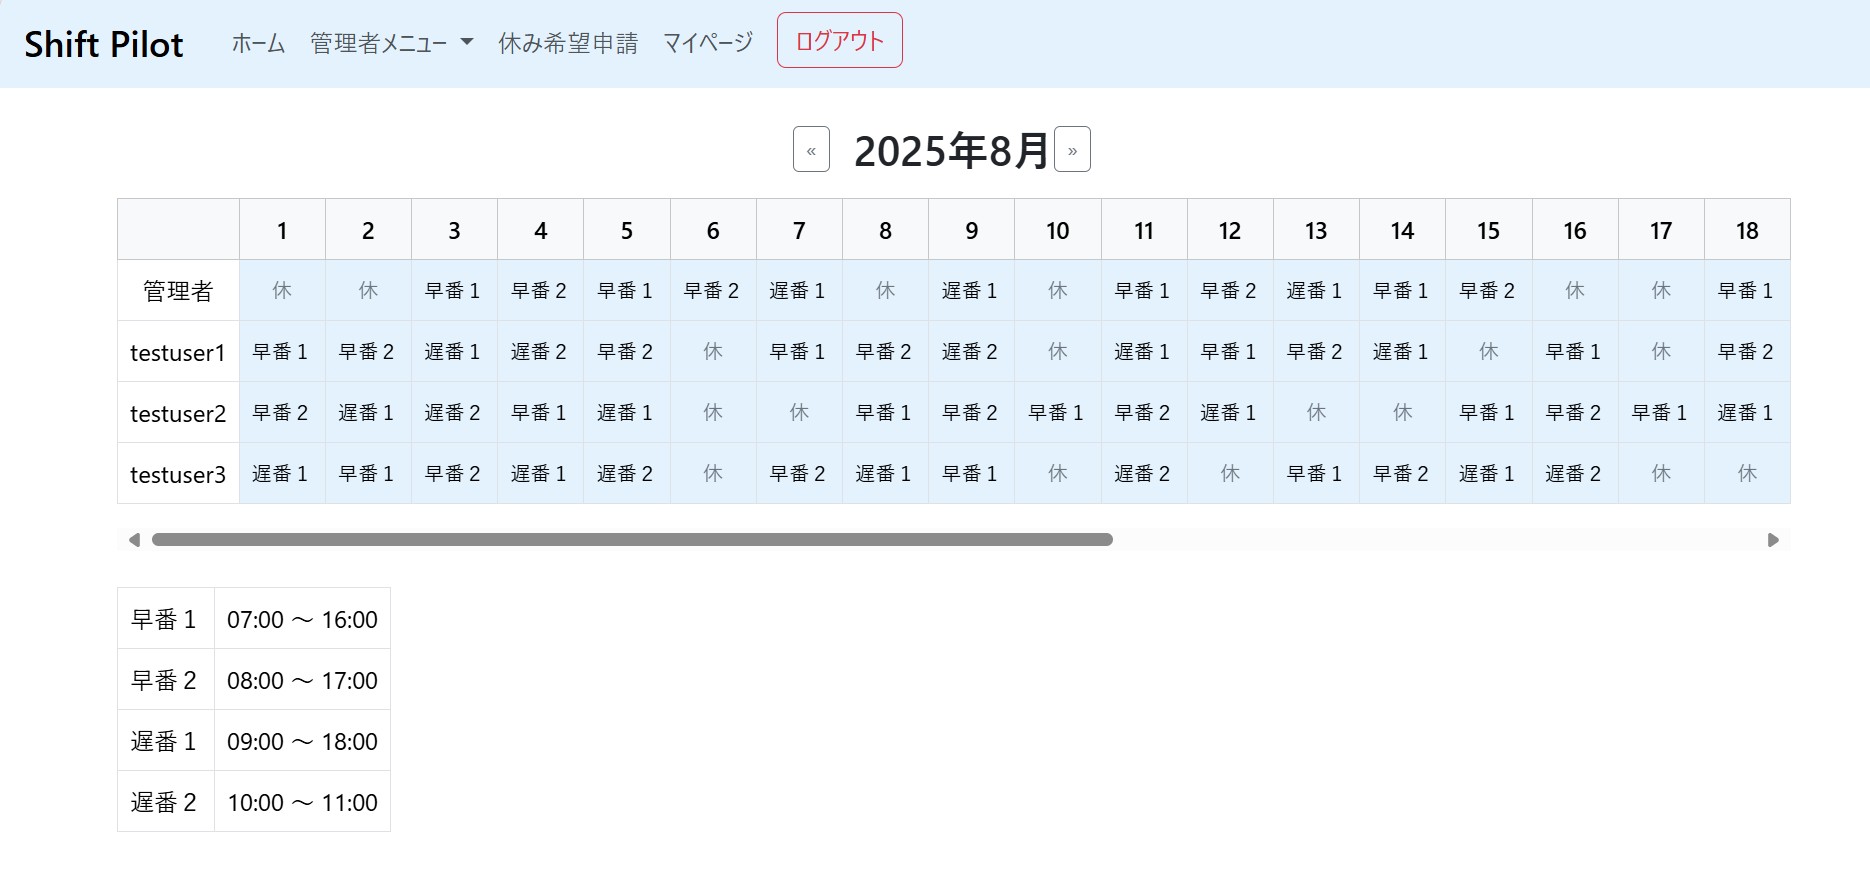 Shift Pilot ホーム 管理者メニュー 休み希望申請 マイページ ログアウト
« 2025年8月 »
1 2 3 4 5 6 7 8 9 10 11 12 13 14 15 16 17 18
管理者 休 休 早番１ 早番２ 早番１ 早番２ 遅番１ 休 遅番１ 休 早番１ 早番２ 遅番１ 早番１ 早番２ 休 休 早番１
testuser1 早番１ 早番２ 遅番１ 遅番２ 早番２ 休 早番１ 早番２ 遅番２ 休 遅番１ 早番１ 早番２ 遅番１ 休 早番１ 休 早番２
testuser2 早番２ 遅番１ 遅番２ 早番１ 遅番１ 休 休 早番１ 早番２ 早番１ 早番２ 遅番１ 休 休 早番１ 早番２ 早番１ 遅番１
testuser3 遅番１ 早番１ 早番２ 遅番１ 遅番２ 休 早番２ 遅番１ 早番１ 休 遅番２ 休 早番１ 早番２ 遅番１ 遅番２ 休 休
早番１ 07:00 ～ 16:00
早番２ 08:00 ～ 17:00
遅番１ 09:00 ～ 18:00
遅番２ 10:00 ～ 11:00